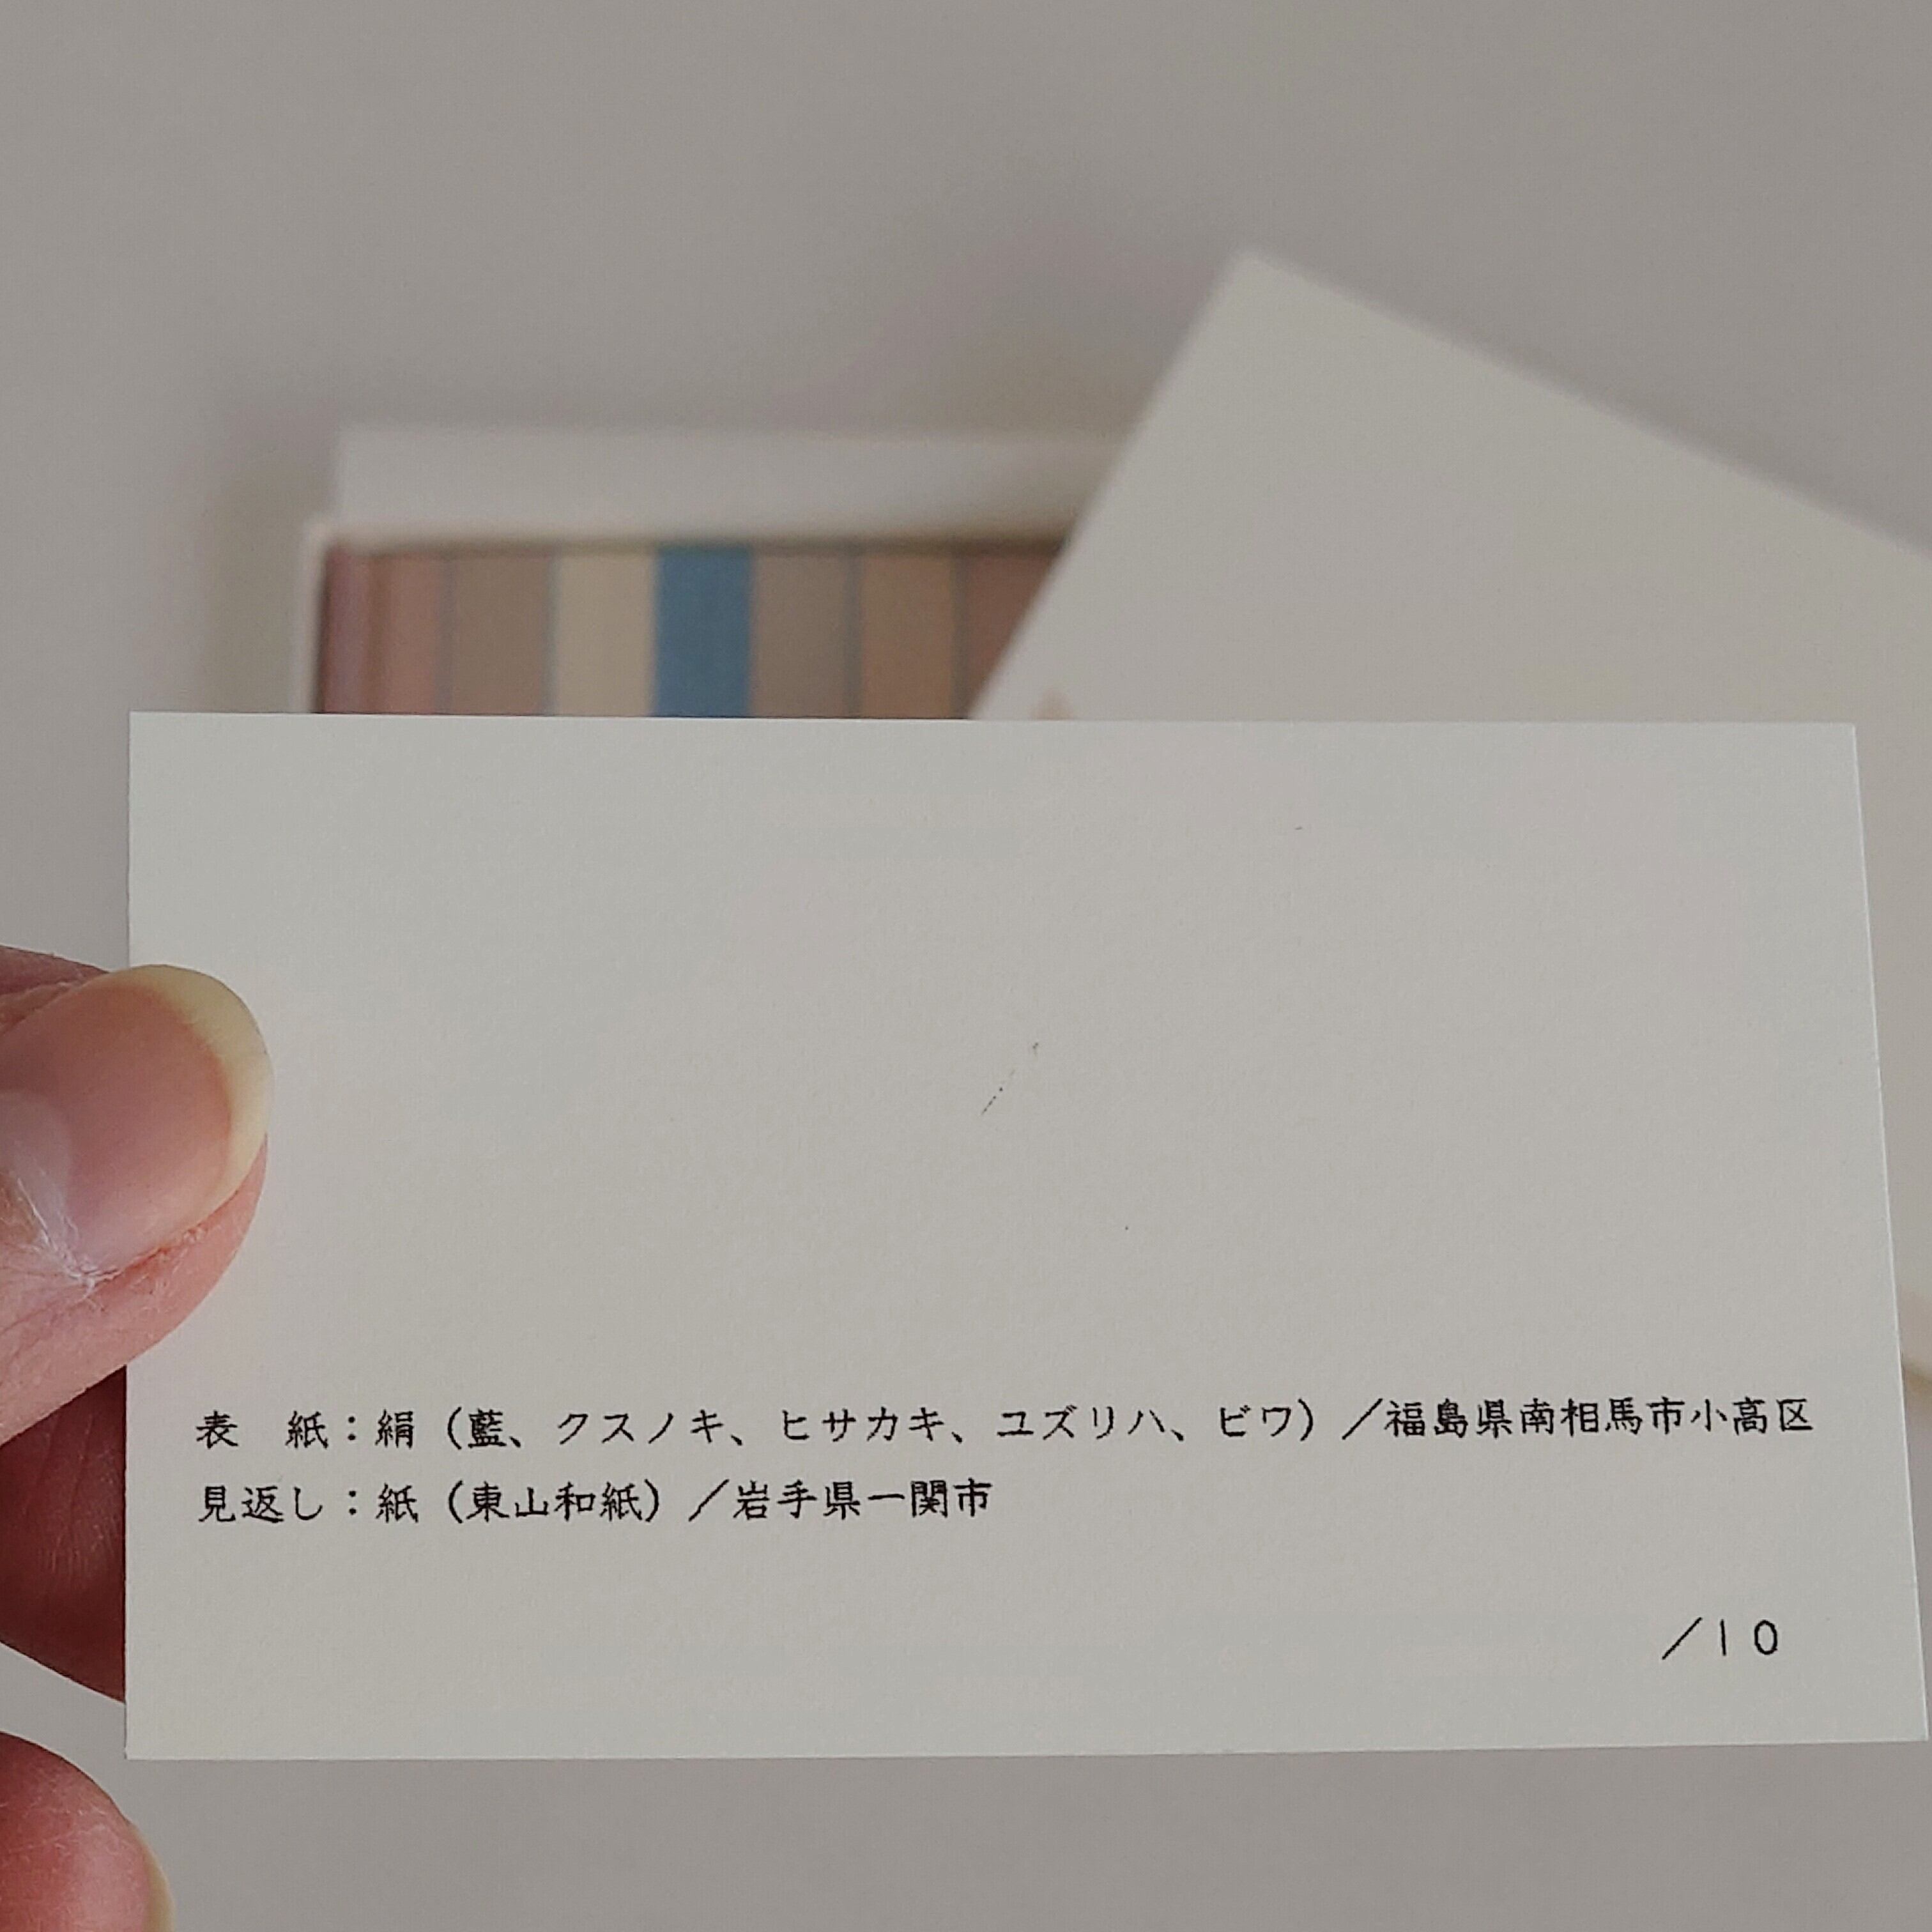 表　紙：絹（藍、クスノキ、ヒサカキ、ユズリハ、ビワ）／福島県南相馬市小高区
見返し：紙（東山和紙）／岩手県一関市
／１０